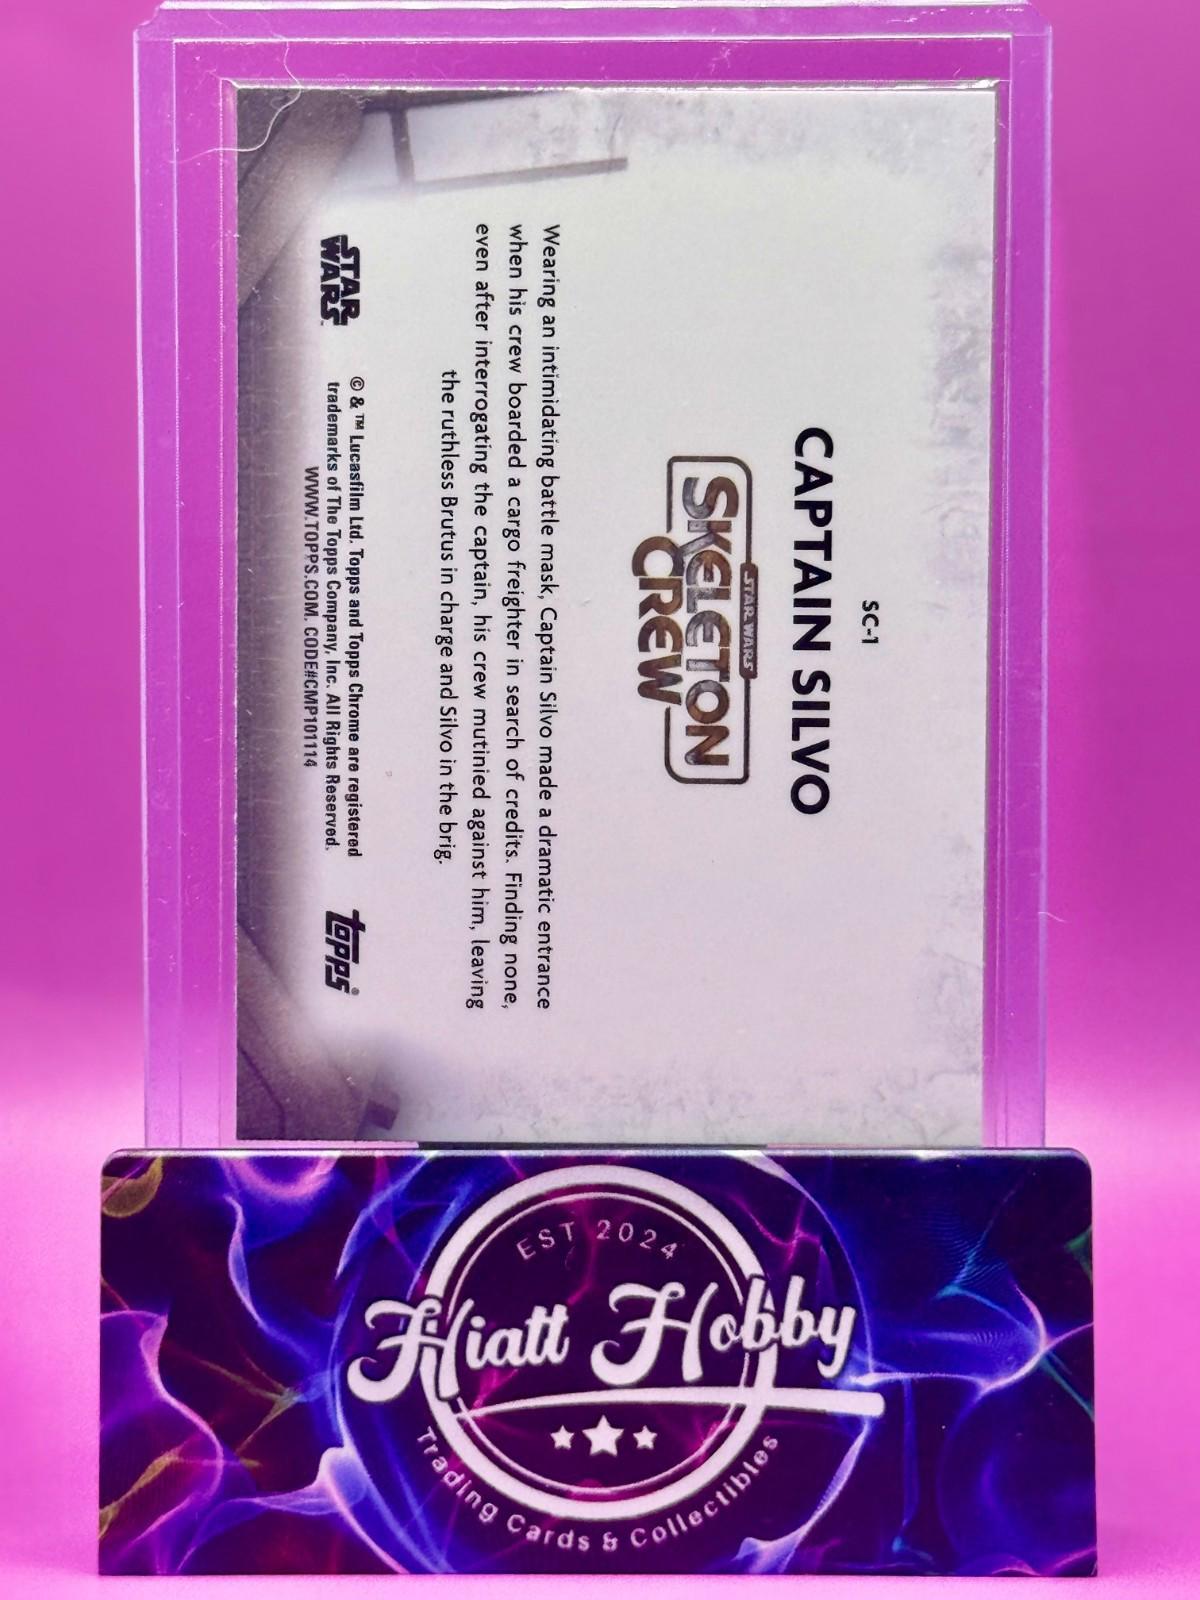 SC-1
CAPTAIN SILVO
STAR WARS
SKELETON
CREW
Wearing an intimidating battle mask, Captain Silvo made a dramatic entrance
when his crew boarded a cargo freighter in search of credits. Finding none,
even after interrogating the captain, his crew mutinied against him, leaving
the ruthless Brutus in charge and Silvo in the brig.
STAR
WARS
© & ™ Lucasfilm Ltd. Topps and Topps Chrome are registered
trademarks of The Topps Company, Inc. All Rights Reserved.
WWW.TOPPS.COM. CODE#CMP101114
topps®
EST 2024
Hiatt Hobby
Trading Cards & Collectibles